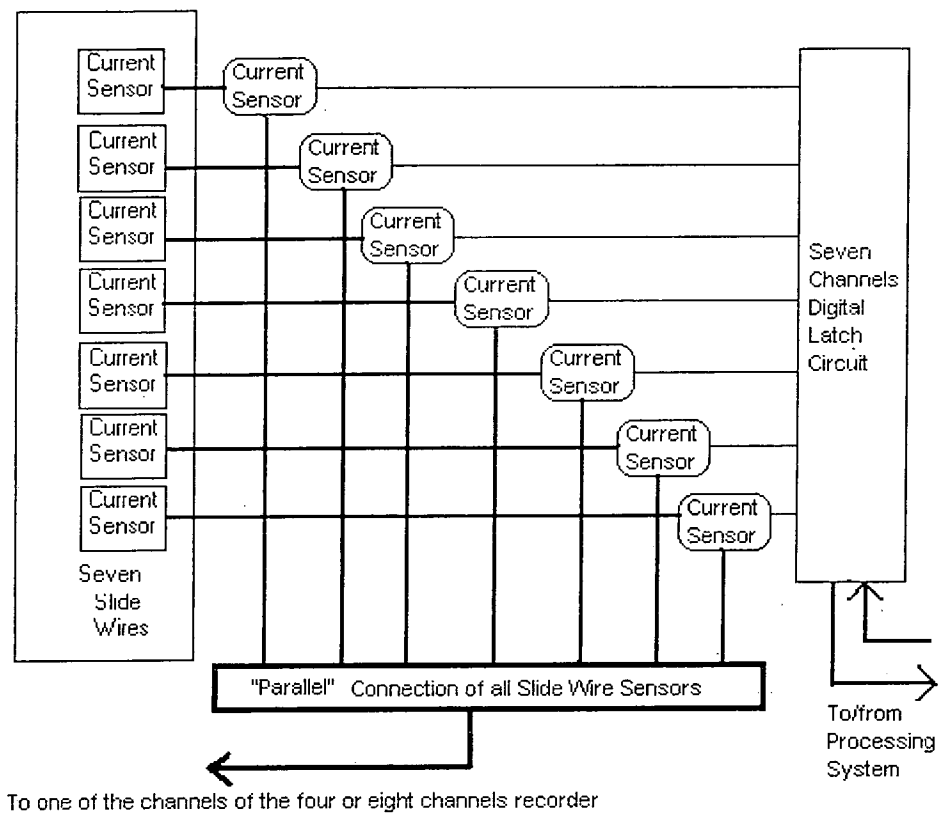 Current
Sensor
Current
Sensor
Current
Sensor
Current
Sensor
Current
Sensor
Current
Sensor
Current
Sensor
Seven
Slide
Wires
Current
Sensor
Current
Sensor
Current
Sensor
Current
Sensor
Current
Sensor
Current
Sensor
Current
Sensor
Seven
Channels
Digital
Latch
Circuit
"Parallel" Connection of all Slide Wire Sensors
To/from
Processing
System
To one of the channels of the four or eight channels recorder